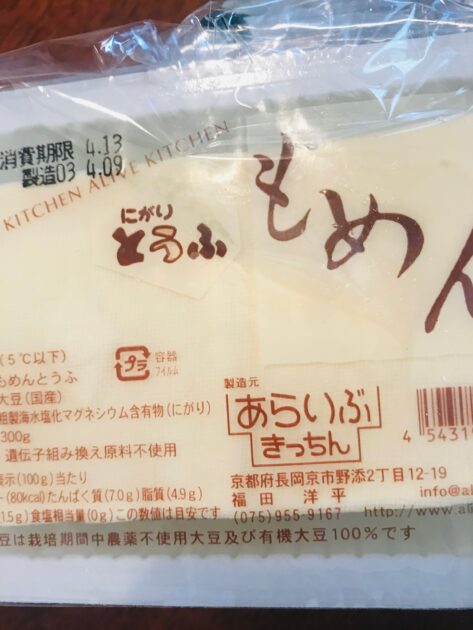 消費期限 4.13
製造03 4.09
KITCHEN ALIVE KITCHEN
にがり
とうふ
もめん
(5℃以下)
もめんとうふ
大豆(国産)
粗製海水塩化マグネシウム含有物(にがり)
300g
遺伝子組み換え原料不使用
表示(100g)当たり
(80kcal)たんぱく質(7.0g)脂質(4.9g)
(1.5g)食塩相当量(0g)この数値は目安です
豆は栽培期間中農薬不使用大豆及び有機大豆100%です
プラ
容器
フィルム
製造元
あらいぶ
きっちん
京都府長岡京市野添2丁目12-19
福田 洋平
info@al
(075)955-9167
http://www.ali
4 5431